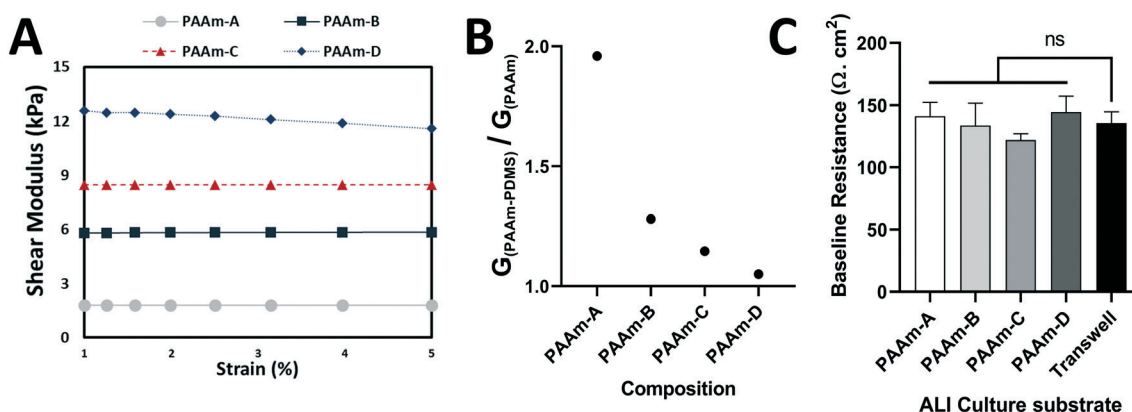 A
PAAm-A
PAAm-B
PAAm-C
PAAm-D
Shear Modulus (kPa)
15
12
9
6
3
0
1
2
3
4
5
Strain (%)
B
G(PAAm-PDMS) / G(PAAm)
2.0
1.5
1.0
PAAm-A
PAAm-B
PAAm-C
PAAm-D
Composition
C
Baseline Resistance (Ω. cm²)
200
150
100
50
0
ns
PAAm-A
PAAm-B
PAAm-C
PAAm-D
Transwell
ALI Culture substrate